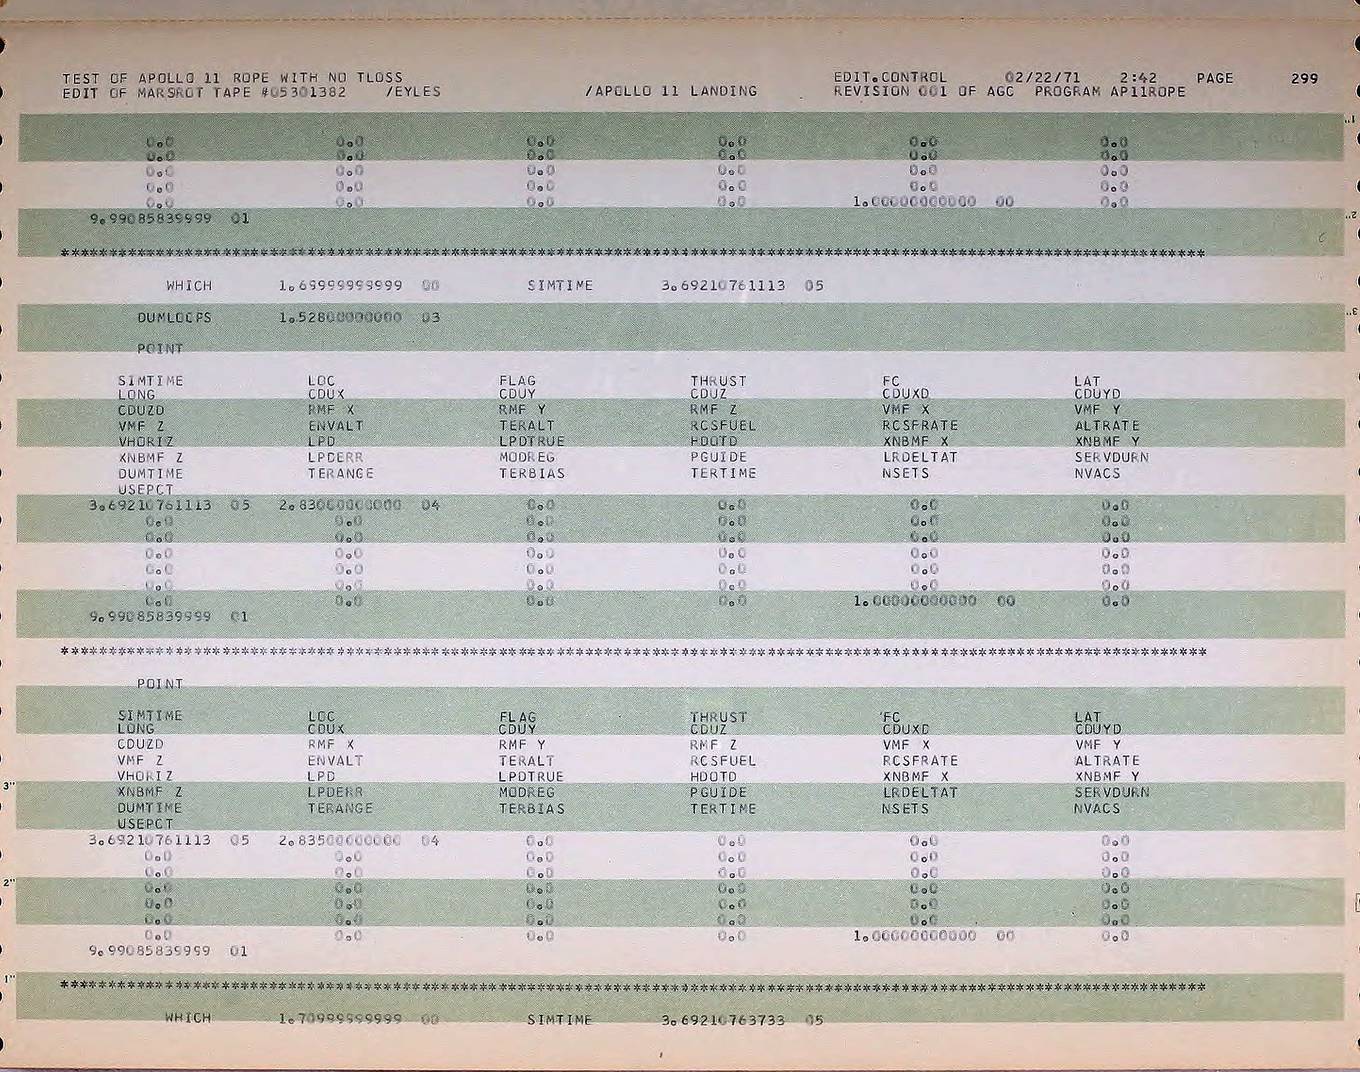 TEST OF APOLLO 11 ROPE WITH NO TLOSS EDIT.CONTROL 02/22/71 2:42 PAGE 299
EDIT OF MARSROT TAPE #05301382 /EYLES /APOLLO 11 LANDING REVISION 001 OF AGC PROGRAM AP11ROPE
0.0 0.0 0.0 0.0 0.0 0.0
0.0 0.0 0.0 0.0 0.0 0.0
0.0 0.0 0.0 0.0 0.0 0.0
0.0 0.0 0.0 0.0 0.0 0.0
0.0 0.0 0.0 0.0 1.00000000000 00 0.0
9.99085839999 01
************************************************************************************************************************
WHICH 1.69999999999 00 SIMTIME 3.69210761113 05
DUMLOOPS 1.52800000000 03
POINT
SIMTIME LOC FLAG THRUST FC LAT
LONG CDUX CDUY CDUZ CDUXD CDUYD
CDUZD RMF X RMF Y RMF Z VMF X VMF Y
VMF Z ENVALT TERALT RCSFUEL RCSFRATE ALTRATE
VHORIZ LPD LPDTRUE HDOTD XNBMF X XNBMF Y
XNBMF Z LPDERR MODREG PGUIDE LRDELTAT SERVDURN
DUMTIME TERANGE TERBIAS TERTIME NSETS NVACS
USEPCT
3.69210761113 05 2.83000000000 04 0.0 0.0 0.0 0.0
0.0 0.0 0.0 0.0 0.0 0.0
0.0 0.0 0.0 0.0 0.0 0.0
0.0 0.0 0.0 0.0 0.0 0.0
0.0 0.0 0.0 0.0 0.0 0.0
0.0 0.0 0.0 0.0 0.0 0.0
0.0 0.0 0.0 0.0 1.00000000000 00 0.0
9.99085839999 01
************************************************************************************************************************
POINT
SIMTIME LOC FLAG THRUST FC LAT
LONG CDUX CDUY CDUZ CDUXD CDUYD
CDUZD RMF X RMF Y RMF Z VMF X VMF Y
VMF Z ENVALT TERALT RCSFUEL RCSFRATE ALTRATE
VHORIZ LPD LPDTRUE HDOTD XNBMF X XNBMF Y
XNBMF Z LPDERR MODREG PGUIDE LRDELTAT SERVDURN
DUMTIME TERANGE TERBIAS TERTIME NSETS NVACS
USEPCT
3.69210761113 05 2.83500000000 04 0.0 0.0 0.0 0.0
0.0 0.0 0.0 0.0 0.0 0.0
0.0 0.0 0.0 0.0 0.0 0.0
0.0 0.0 0.0 0.0 0.0 0.0
0.0 0.0 0.0 0.0 0.0 0.0
0.0 0.0 0.0 0.0 0.0 0.0
0.0 0.0 0.0 0.0 1.00000000000 00 0.0
9.99085839999 01
************************************************************************************************************************
WHICH 1.70999999999 00 SIMTIME 3.69210763733 05
3"
2"
1"
1"
2"
3"